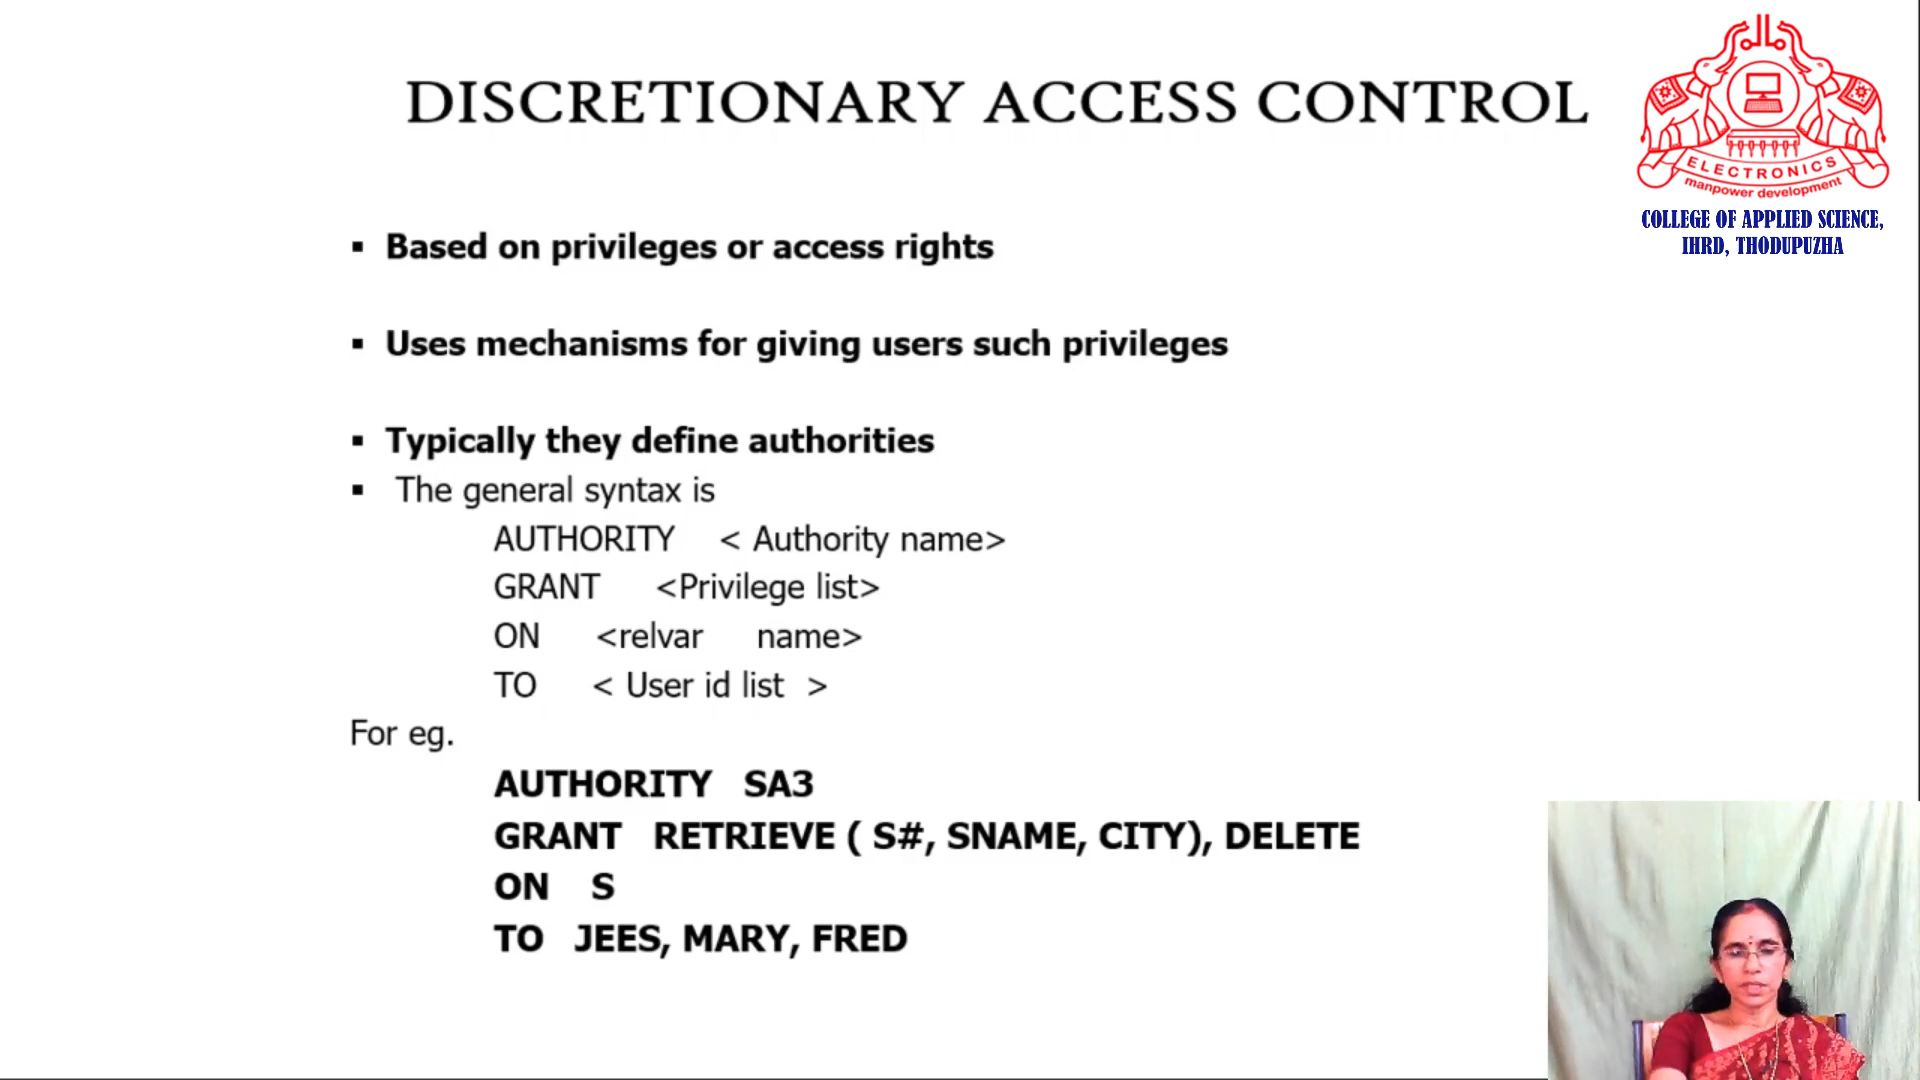 DISCRETIONARY ACCESS CONTROL
ELECTRONICS
manpower development
COLLEGE OF APPLIED SCIENCE,
IHRD, THODUPUZHA
▪ Based on privileges or access rights
▪ Uses mechanisms for giving users such privileges
▪ Typically they define authorities
▪ The general syntax is
AUTHORITY < Authority name>
GRANT <Privilege list>
ON <relvar name>
TO < User id list >
For eg.
AUTHORITY SA3
GRANT RETRIEVE ( S#, SNAME, CITY), DELETE
ON S
TO JEES, MARY, FRED